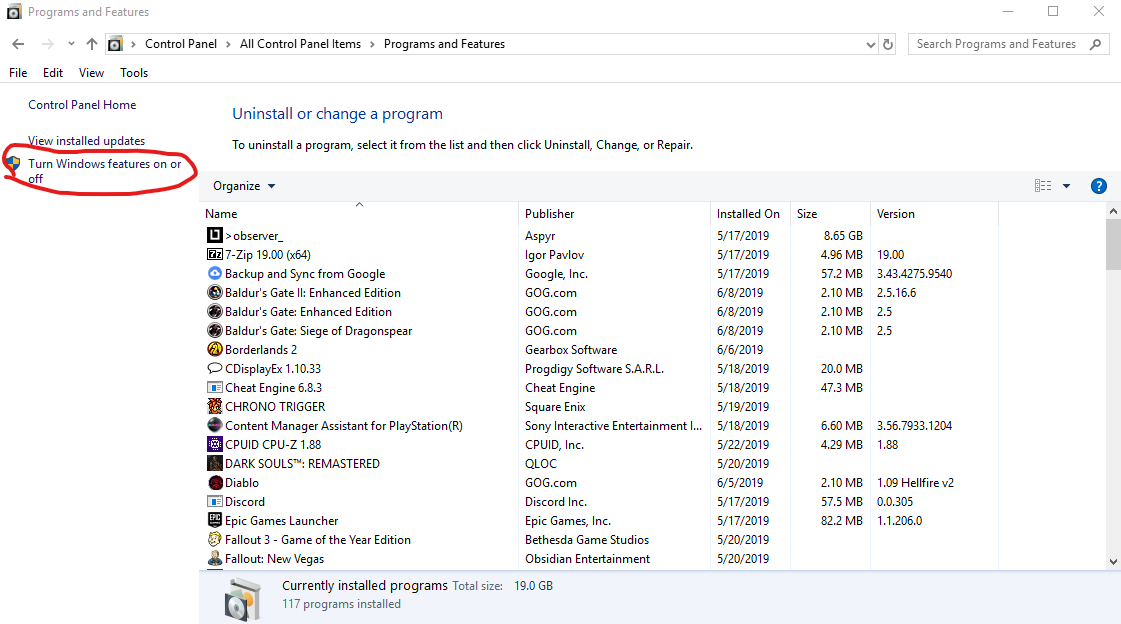 Programs and Features
Control Panel > All Control Panel Items > Programs and Features
Search Programs and Features
File Edit View Tools
Control Panel Home
View installed updates
Turn Windows features on or
off
Uninstall or change a program
To uninstall a program, select it from the list and then click Uninstall, Change, or Repair.
Organize
Name Publisher Installed On Size Version
>observer_ Aspyr 5/17/2019 8.65 GB
7-Zip 19.00 (x64) Igor Pavlov 5/17/2019 4.96 MB 19.00
Backup and Sync from Google Google, Inc. 5/17/2019 57.2 MB 3.43.4275.9540
Baldur's Gate II: Enhanced Edition GOG.com 6/8/2019 2.10 MB 2.5.16.6
Baldur's Gate: Enhanced Edition GOG.com 6/8/2019 2.10 MB 2.5
Baldur's Gate: Siege of Dragonspear GOG.com 6/8/2019 2.10 MB 2.5
Borderlands 2 Gearbox Software 6/6/2019
CDisplayEx 1.10.33 Progdigy Software S.A.R.L. 5/18/2019 20.0 MB
Cheat Engine 6.8.3 Cheat Engine 5/18/2019 47.3 MB
CHRONO TRIGGER Square Enix 5/19/2019
Content Manager Assistant for PlayStation(R) Sony Interactive Entertainment I... 5/18/2019 6.60 MB 3.56.7933.1204
CPUID CPU-Z 1.88 CPUID, Inc. 5/22/2019 4.29 MB 1.88
DARK SOULS™: REMASTERED QLOC 5/20/2019
Diablo GOG.com 6/5/2019 2.10 MB 1.09 Hellfire v2
Discord Discord Inc. 5/17/2019 57.5 MB 0.0.305
Epic Games Launcher Epic Games, Inc. 5/17/2019 82.2 MB 1.1.206.0
Fallout 3 - Game of the Year Edition Bethesda Game Studios 5/20/2019
Fallout: New Vegas Obsidian Entertainment 5/20/2019
Currently installed programs Total size: 19.0 GB
117 programs installed